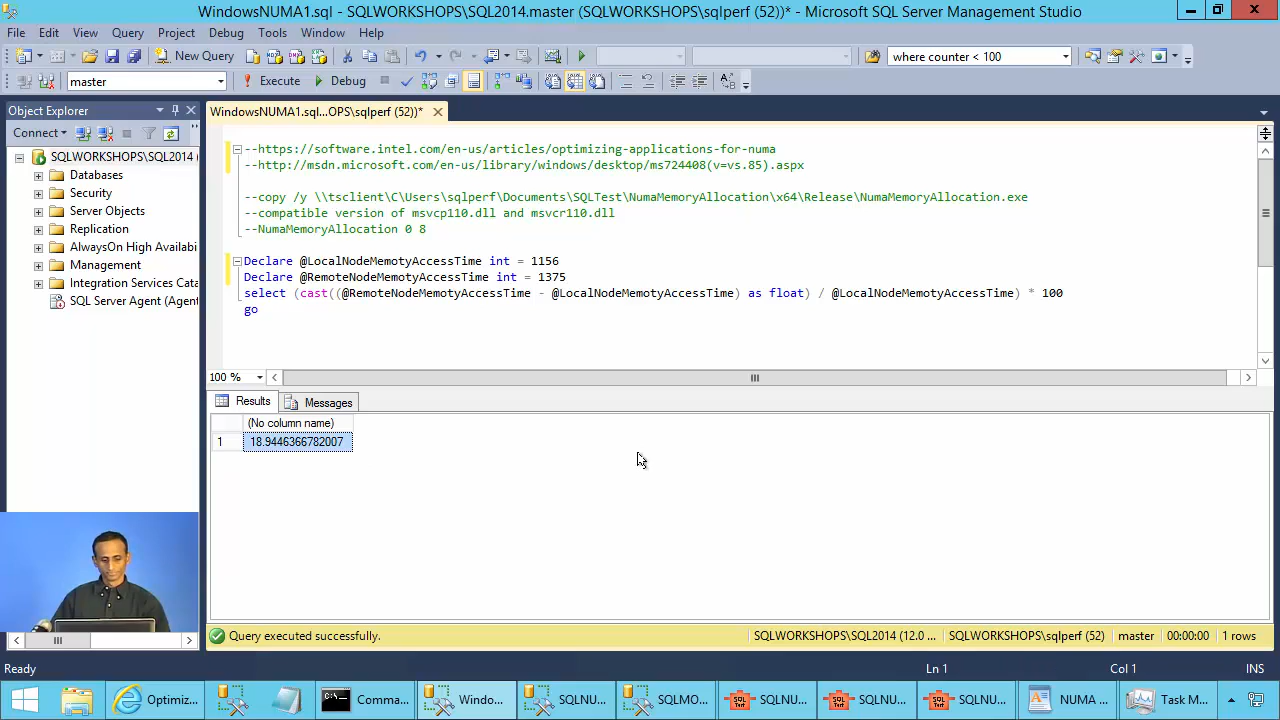 WindowsNUMA1.sql - SQLWORKSHOPS\SQL2014.master (SQLWORKSHOPS\sqlperf (52))* - Microsoft SQL Server Management Studio
File Edit View Query Project Debug Tools Window Help
New Query where counter < 100
master Execute Debug
Object Explorer
WindowsNUMA1.sql...OPS\sqlperf (52))*
Connect
SQLWORKSHOPS\SQL2014 (
Databases
Security
Server Objects
Replication
AlwaysOn High Availabi
Management
Integration Services Cata
SQL Server Agent (Agen
--https://software.intel.com/en-us/articles/optimizing-applications-for-numa
--http://msdn.microsoft.com/en-us/library/windows/desktop/ms724408(v=vs.85).aspx
--copy /y \\tsclient\C\Users\sqlperf\Documents\SQLTest\NumaMemoryAllocation\x64\Release\NumaMemoryAllocation.exe
--compatible version of msvcp110.dll and msvcr110.dll
--NumaMemoryAllocation 0 8
Declare @LocalNodeMemotyAccessTime int = 1156
Declare @RemoteNodeMemotyAccessTime int = 1375
select (cast((@RemoteNodeMemotyAccessTime - @LocalNodeMemotyAccessTime) as float) / @LocalNodeMemotyAccessTime) * 100
go
100 %
Results Messages
(No column name)
1 18.9446366782007
Query executed successfully. SQLWORKSHOPS\SQL2014 (12.0 ... SQLWORKSHOPS\sqlperf (52) master 00:00:00 1 rows
Ready Ln 1 Col 1 INS
Optimiz... Comma... Windo... SQLNU... SQLMO... SQLNU... SQLNU... SQLNU... NUMA ... Task M...